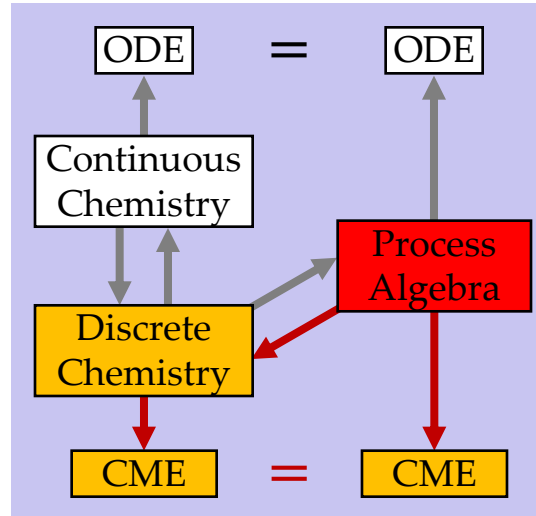 ODE = ODE
Continuous
Chemistry
Process
Algebra
Discrete
Chemistry
CME = CME